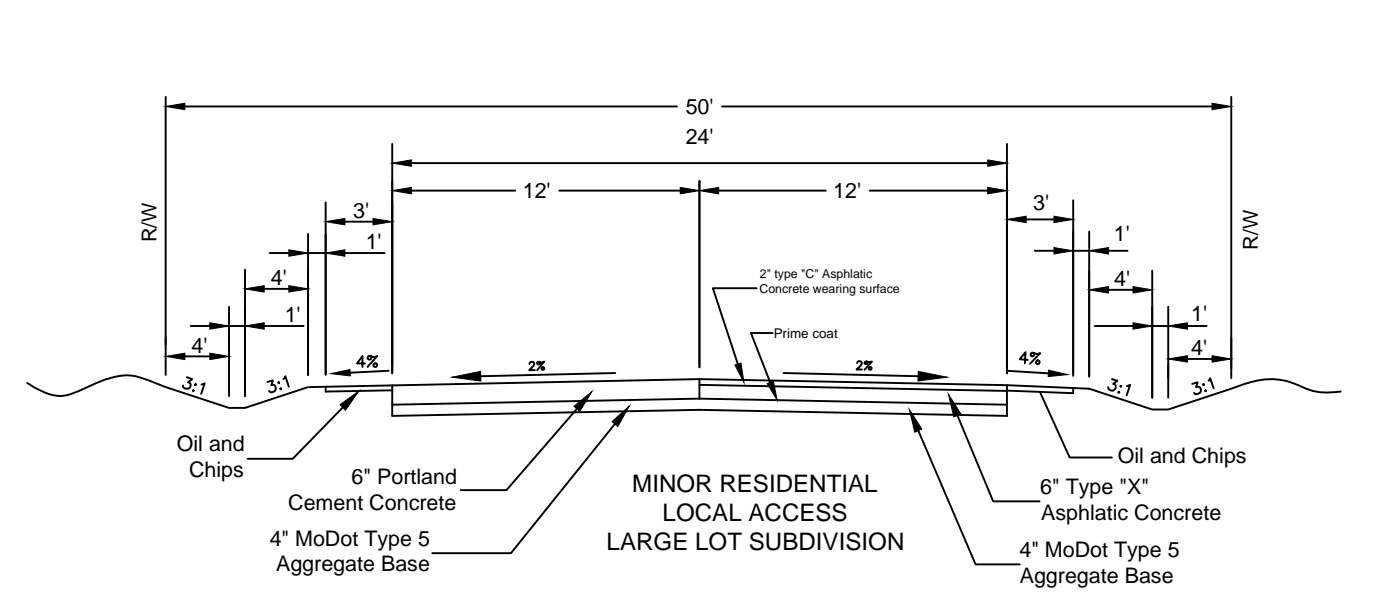 50'
24'
12'
12'
3'
3'
R/W
R/W
1'
1'
4'
4'
2" type "C" Asphlatic
Concrete wearing surface
1'
1'
Prime coat
4'
4'
4%
2%
2%
4%
3:1
3:1
3:1
3:1
Oil and
Chips
6" Portland
Cement Concrete
4" MoDot Type 5
Aggregate Base
MINOR RESIDENTIAL
LOCAL ACCESS
LARGE LOT SUBDIVISION
Oil and Chips
6" Type "X"
Asphlatic Concrete
4" MoDot Type 5
Aggregate Base